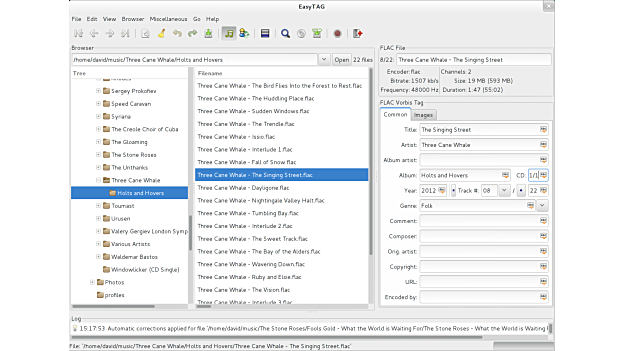 EasyTAG
File Edit View Browser Miscellaneous Go Help
Browser
/home/david/music/Three Cane Whale/Holts and Hovers
Open 22 files
Tree
Sergey Prokofiev
Speed Caravan
Syriana
The Creole Choir of Cuba
The Gloaming
The Stone Roses
The Unthanks
Three Cane Whale
Holts and Hovers
Toumast
Urusen
Valery Gergiev London Symp
Various Artists
Waldemar Bastos
Windowlicker (CD Single)
Photos
profiles
Filename
Three Cane Whale - The Bird Flies Into the Forest to Rest.flac
Three Cane Whale - The Huddling Place.flac
Three Cane Whale - Sudden Windows.flac
Three Cane Whale - The Trendle.flac
Three Cane Whale - Issio.flac
Three Cane Whale - Interlude 1.flac
Three Cane Whale - Fall of Snow.flac
Three Cane Whale - The Singing Street.flac
Three Cane Whale - Dayligone.flac
Three Cane Whale - Nightingale Valley Halt.flac
Three Cane Whale - Tumbling Bay.flac
Three Cane Whale - Interlude 2.flac
Three Cane Whale - The Sweet Track.flac
Three Cane Whale - The Bay of the Alders.flac
Three Cane Whale - Wavering Down.flac
Three Cane Whale - Ruby and Eloe.flac
Three Cane Whale - The Vision.flac
Three Cane Whale - Interlude 3.flac
FLAC File
8/22: Three Cane Whale - The Singing Street
Encoder: flac Channels: 2
Bitrate: 1507 kb/s Size: 19 MB (593 MB)
Frequency: 48000 Hz Duration: 1:47 (55:02)
FLAC Vorbis Tag
Common Images
Title: The Singing Street
Artist: Three Cane Whale
Album artist:
Album: Holts and Hovers CD: 1/1
Year: 2012 Track #: 08 / 22
Genre: Folk
Comment:
Composer:
Orig. artist:
Copyright:
URL:
Encoded by:
Log
15:17:53 Automatic corrections applied for file '/home/david/music/The Stone Roses/Fools Gold - What the World is Waiting For/The Stone Roses - What the World is Waiting
File: '/home/david/music/Three Cane Whale/Holts and Hovers/Three Cane Whale - The Singing Street.flac'